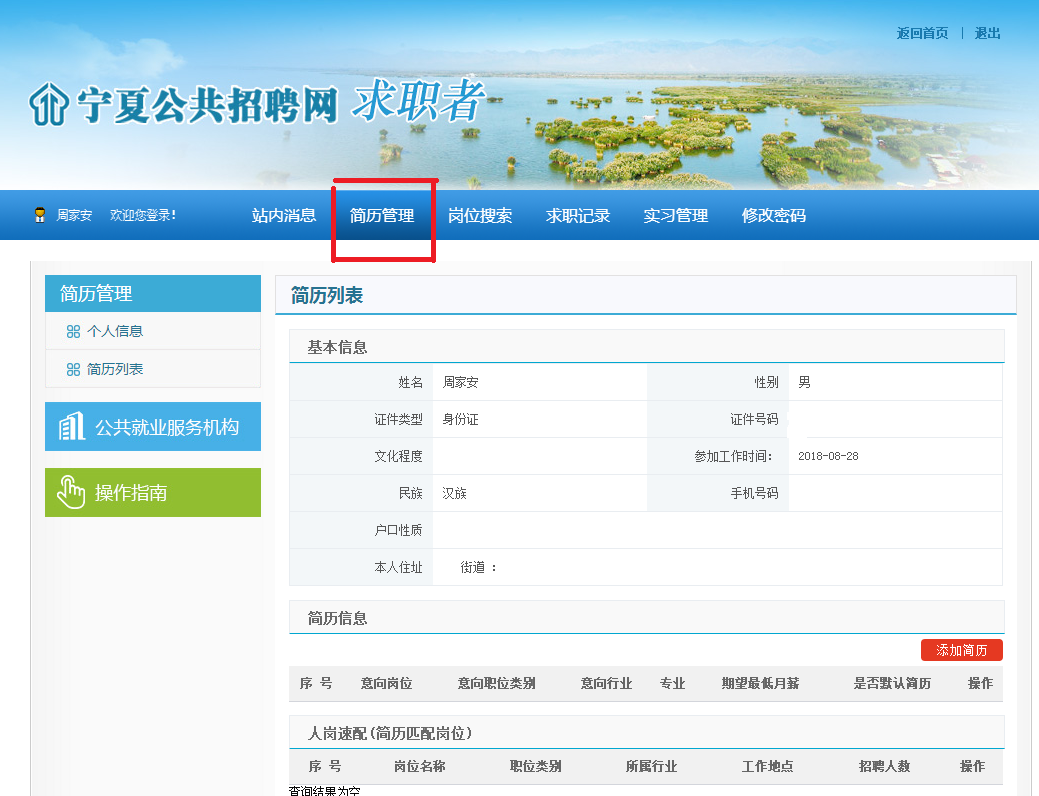 返回首页 | 退出
宁夏公共招聘网 求职者
周家安 欢迎您登录! 站内消息 简历管理 岗位搜索 求职记录 实习管理 修改密码
简历管理
个人信息
简历列表
公共就业服务机构
操作指南
简历列表
基本信息
姓名 周家安 性别 男
证件类型 身份证 证件号码
文化程度 参加工作时间: 2018-08-28
民族 汉族 手机号码
户口性质
本人住址 街道 :
简历信息
添加简历
序 号 意向岗位 意向职位类别 意向行业 专业 期望最低月薪 是否默认简历 操作
人岗速配(简历匹配岗位)
序 号 岗位名称 职位类别 所属行业 工作地点 招聘人数 操作
查询结果为空